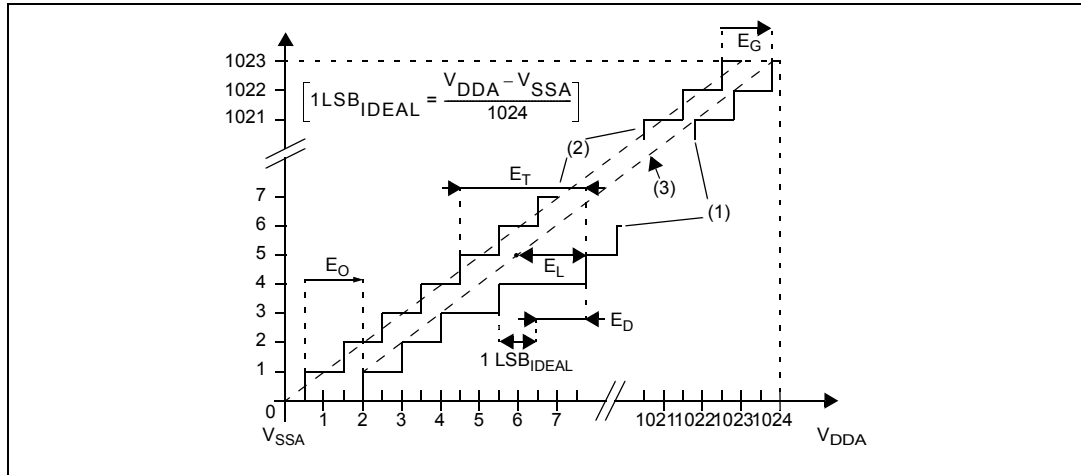 E_G
1023
1022
1021
[1LSB_IDEAL = (V_DDA − V_SSA) / 1024]
(2)
E_T
(3)
7
(1)
6
5
E_L
E_O
4
3
E_D
2
1 LSB_IDEAL
1
0
1 2 3 4 5 6 7 1021 1022 1023 1024
V_SSA V_DDA